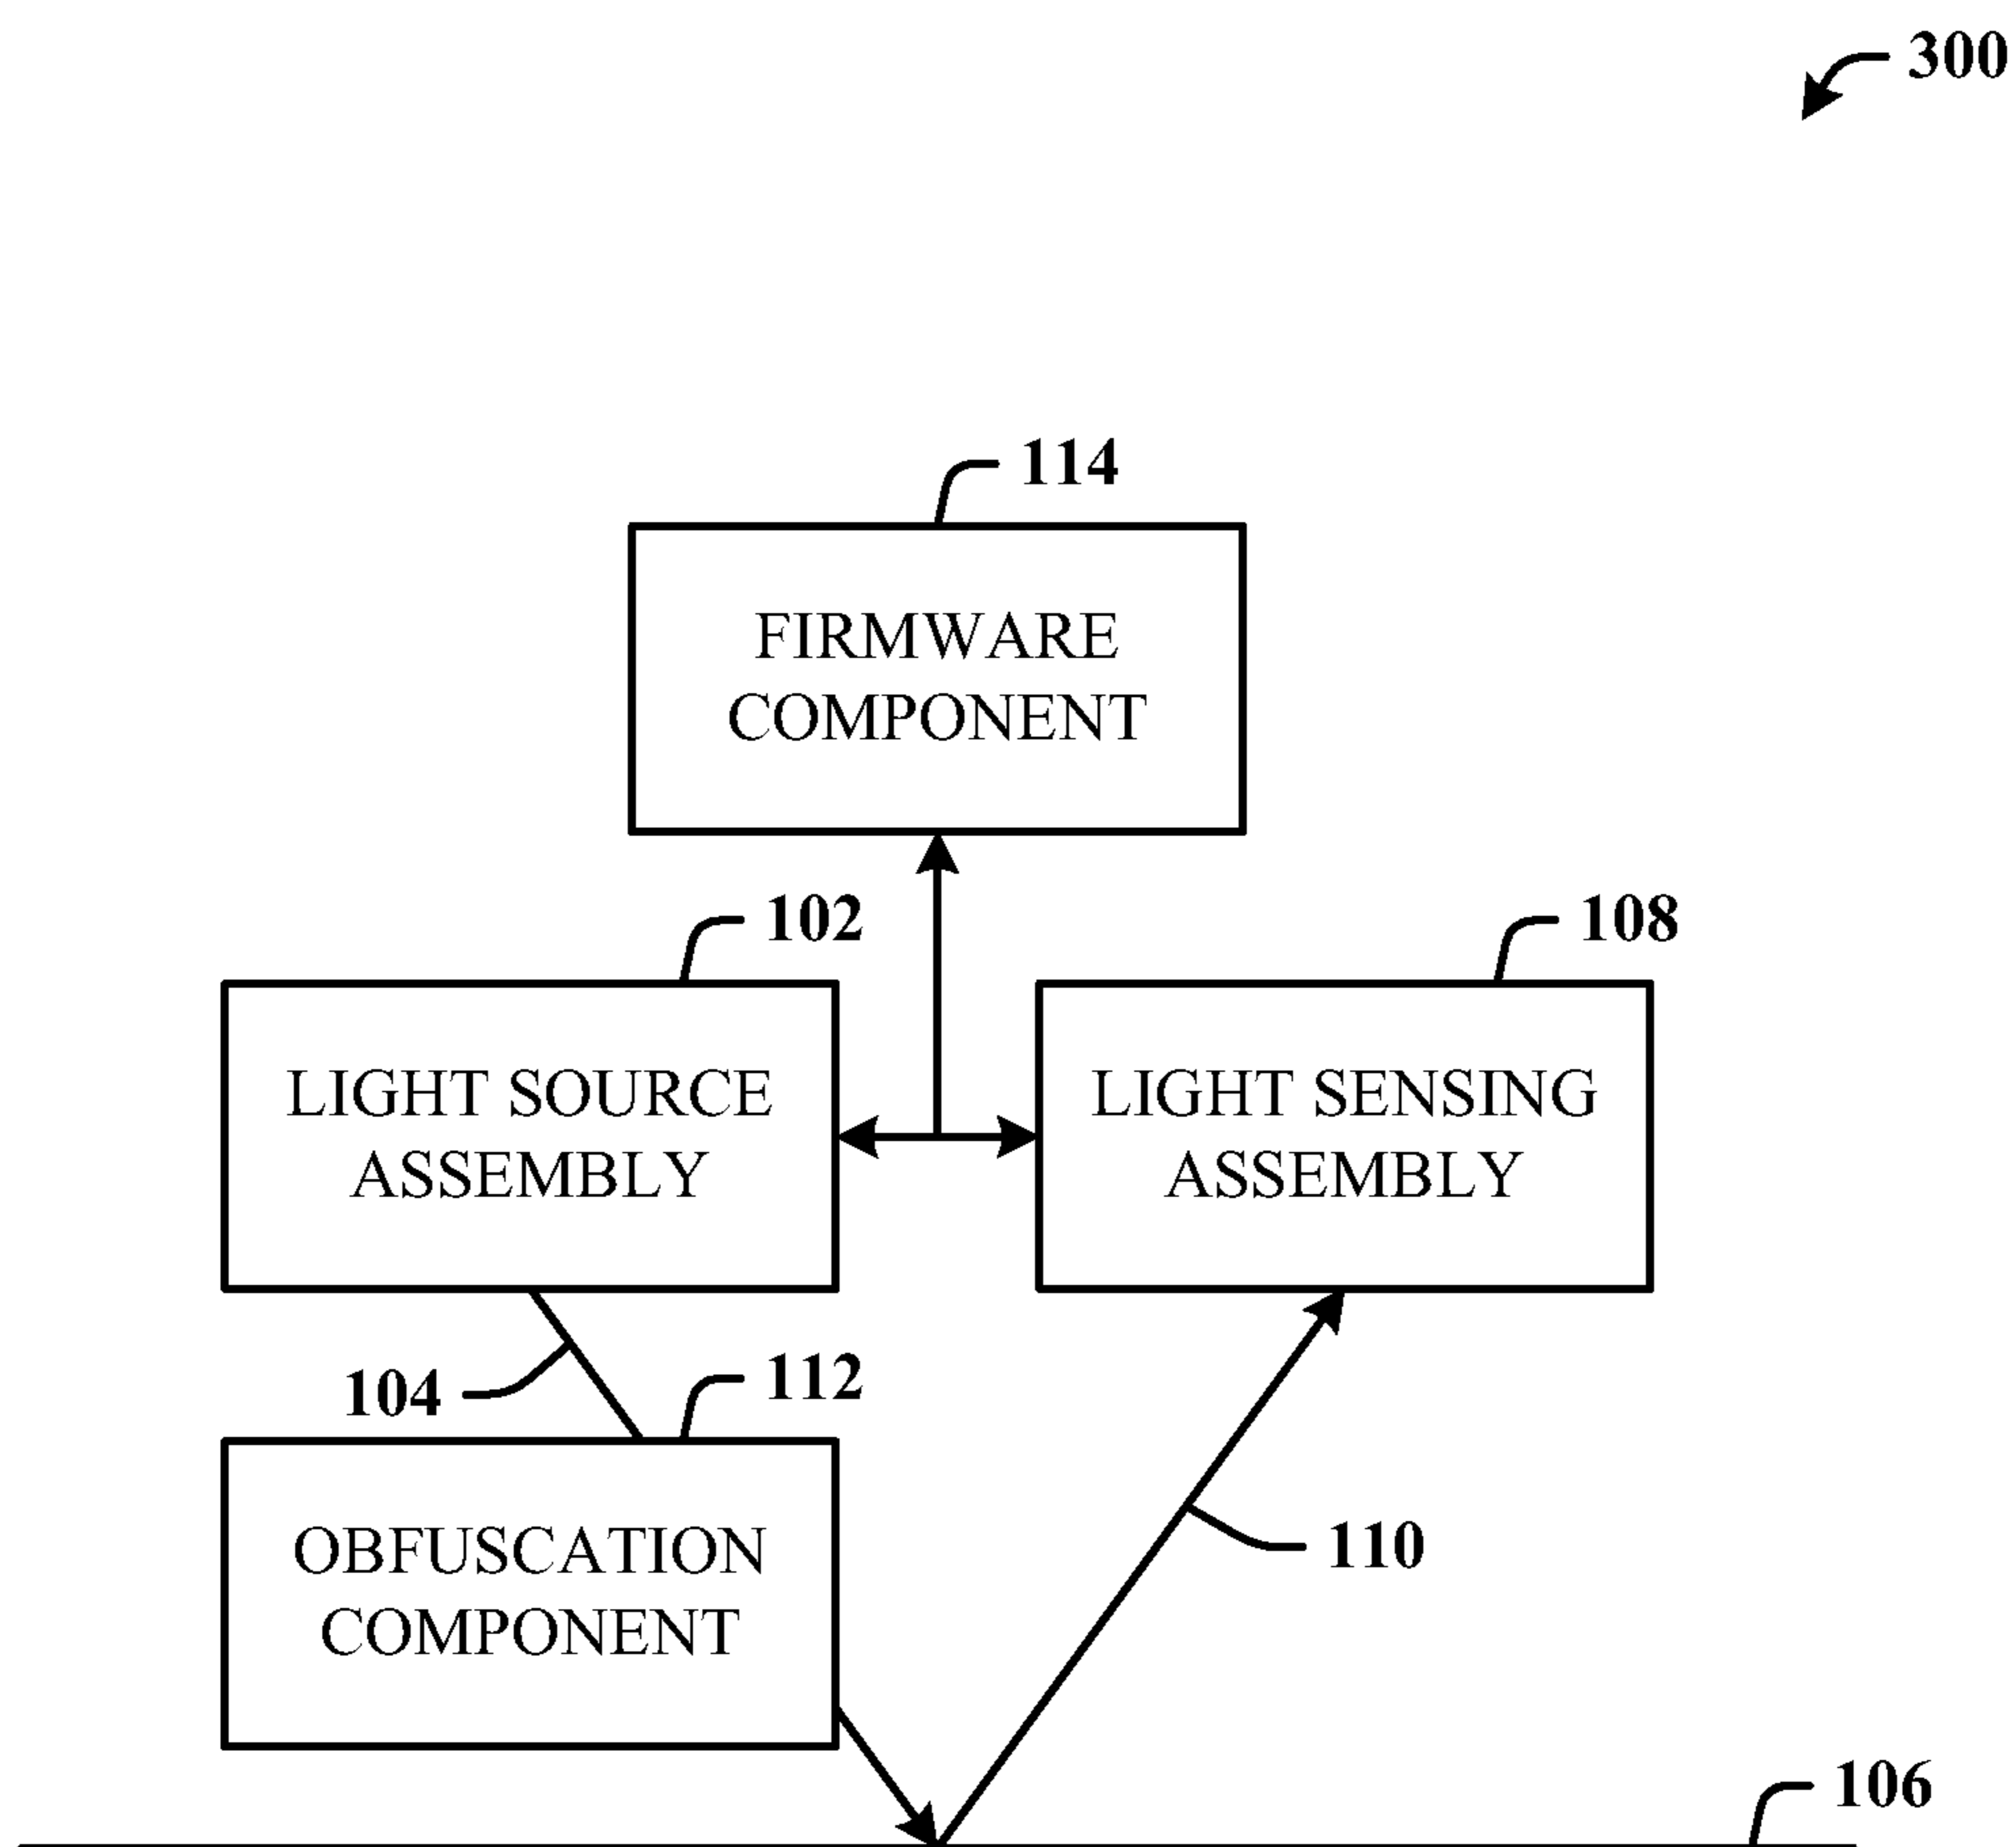 300
114
FIRMWARE
COMPONENT
102
108
LIGHT SOURCE
ASSEMBLY
LIGHT SENSING
ASSEMBLY
104
112
OBFUSCATION
COMPONENT
110
106